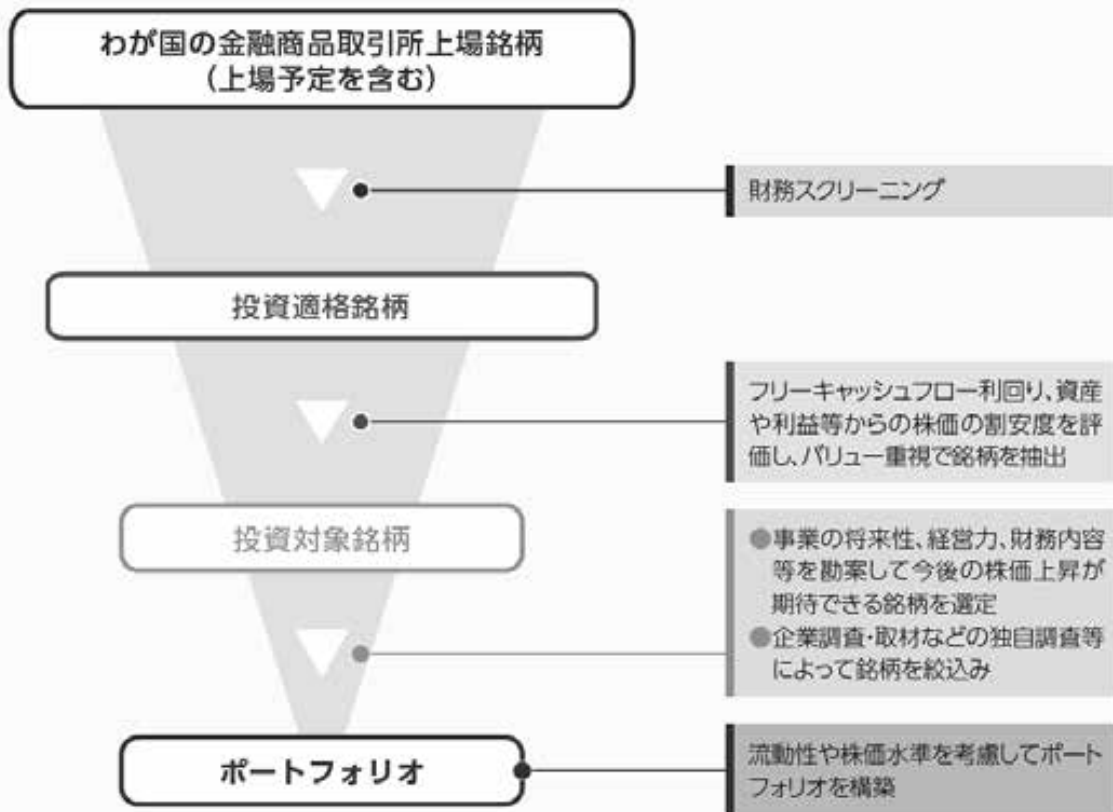 わが国の金融商品取引所上場銘柄
（上場予定を含む）
財務スクリーニング
投資適格銘柄
フリーキャッシュフロー利回り、資産
や利益等からの株価の割安度を評
価し、バリュー重視で銘柄を抽出
投資対象銘柄
●事業の将来性、経営力、財務内容
等を勘案して今後の株価上昇が
期待できる銘柄を選定
●企業調査・取材などの独自調査等
によって銘柄を絞込み
ポートフォリオ
流動性や株価水準を考慮してポート
フォリオを構築